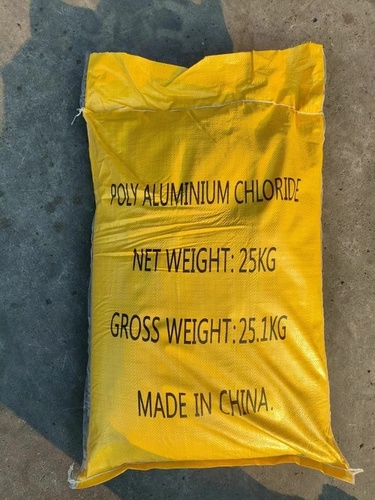 POLY ALUMINIUM CHLORIDE
NET WEIGHT: 25KG
GROSS WEIGHT: 25.1KG
MADE IN CHINA.